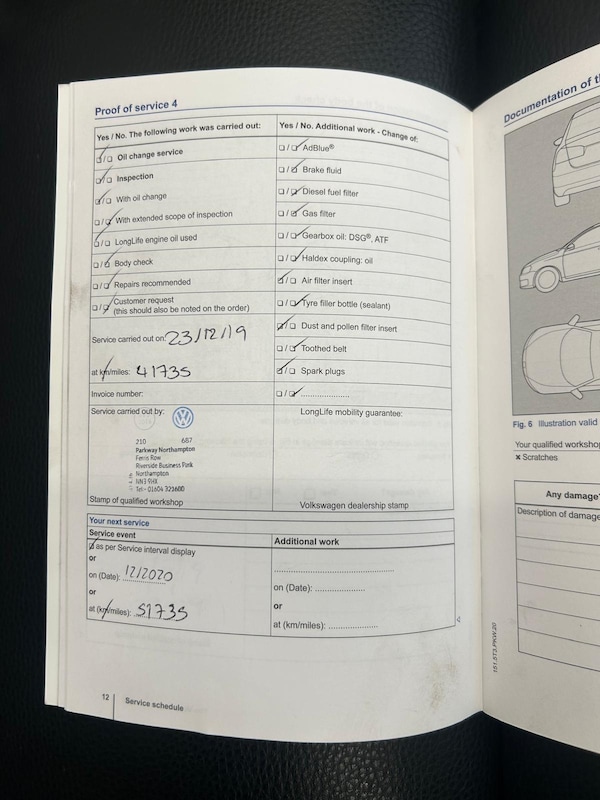 Proof of service 4
Yes / No. The following work was carried out:
Oil change service
Inspection
With oil change
With extended scope of inspection
LongLife engine oil used
Body check
Repairs recommended
Customer request
(this should also be noted on the order)
Service carried out on: 23/12/19
at km/miles: 41735
Invoice number:
Service carried out by:
210 687
Parkway Northampton
Ferris Row
Riverside Business Park
Northampton
NN3 9HX
Tel:- 01604 323600
Stamp of qualified workshop
Yes / No. Additional work - Change of:
AdBlue®
Brake fluid
Diesel fuel filter
Gas filter
Gearbox oil: DSG®, ATF
Haldex coupling: oil
Air filter insert
Tyre filler bottle (sealant)
Dust and pollen filter insert
Toothed belt
Spark plugs
......................
LongLife mobility guarantee:
Volkswagen dealership stamp
Your next service
Service event
as per Service interval display
or
on (Date): 12/2020
or
at (km/miles): 51735
Additional work
on (Date): ......................
or
at (km/miles): ......................
12
Service schedule
151.5T3.PKW.20
Documentation of
Fig. 6 Illustration valid
Your qualified workshop
× Scratches
Any damage?
Description of damage